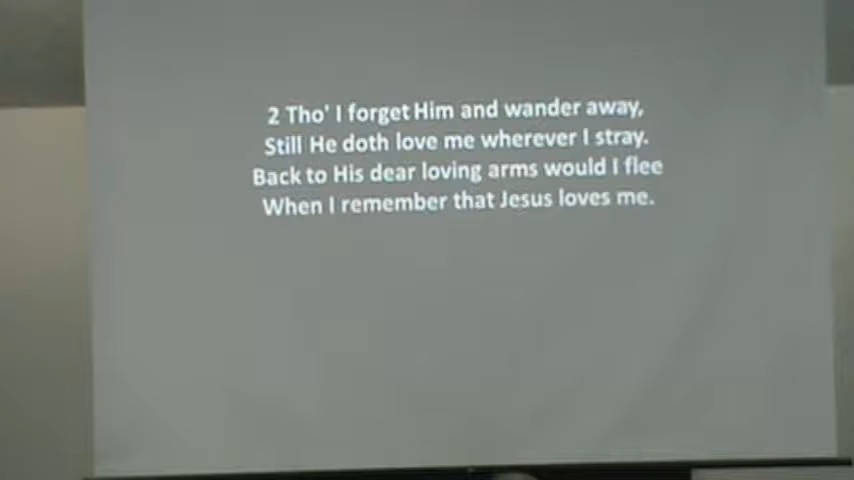 2 Tho' I forget Him and wander away,
Still He doth love me wherever I stray.
Back to His dear loving arms would I flee
When I remember that Jesus loves me.